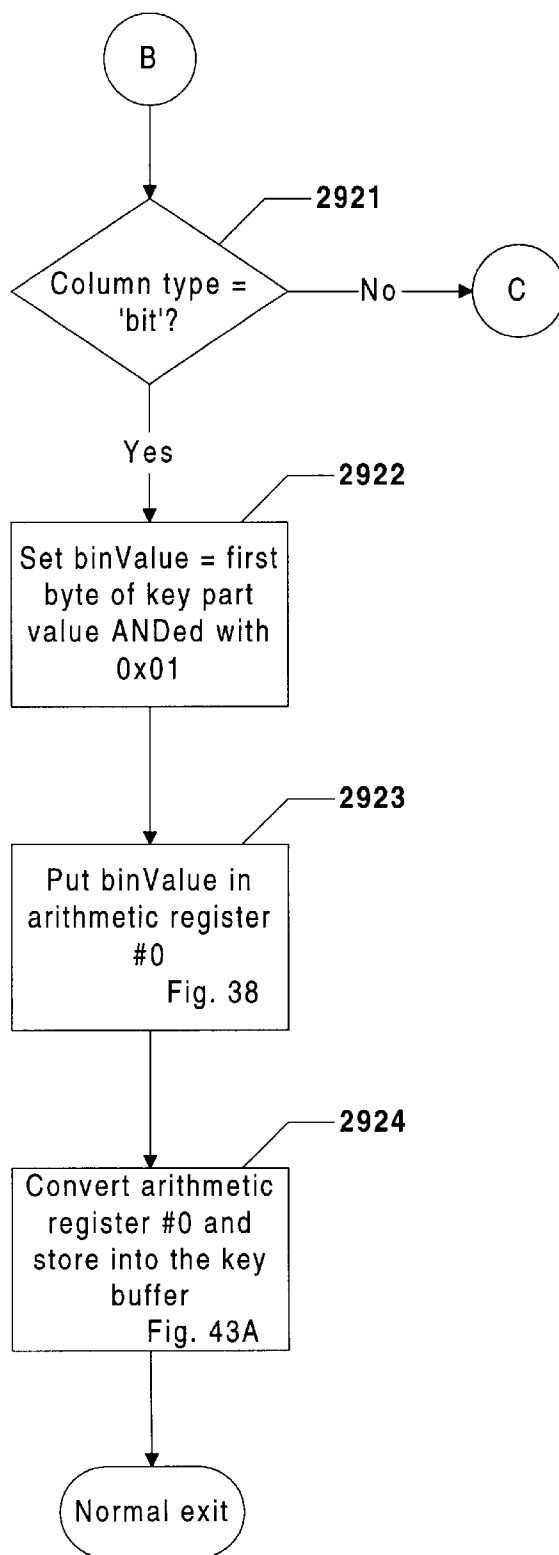 B
2921
Column type =
'bit'?
No
C
Yes
2922
Set binValue = first
byte of key part
value ANDed with
0x01
2923
Put binValue in
arithmetic register
#0
Fig. 38
2924
Convert arithmetic
register #0 and
store into the key
buffer
Fig. 43A
Normal exit